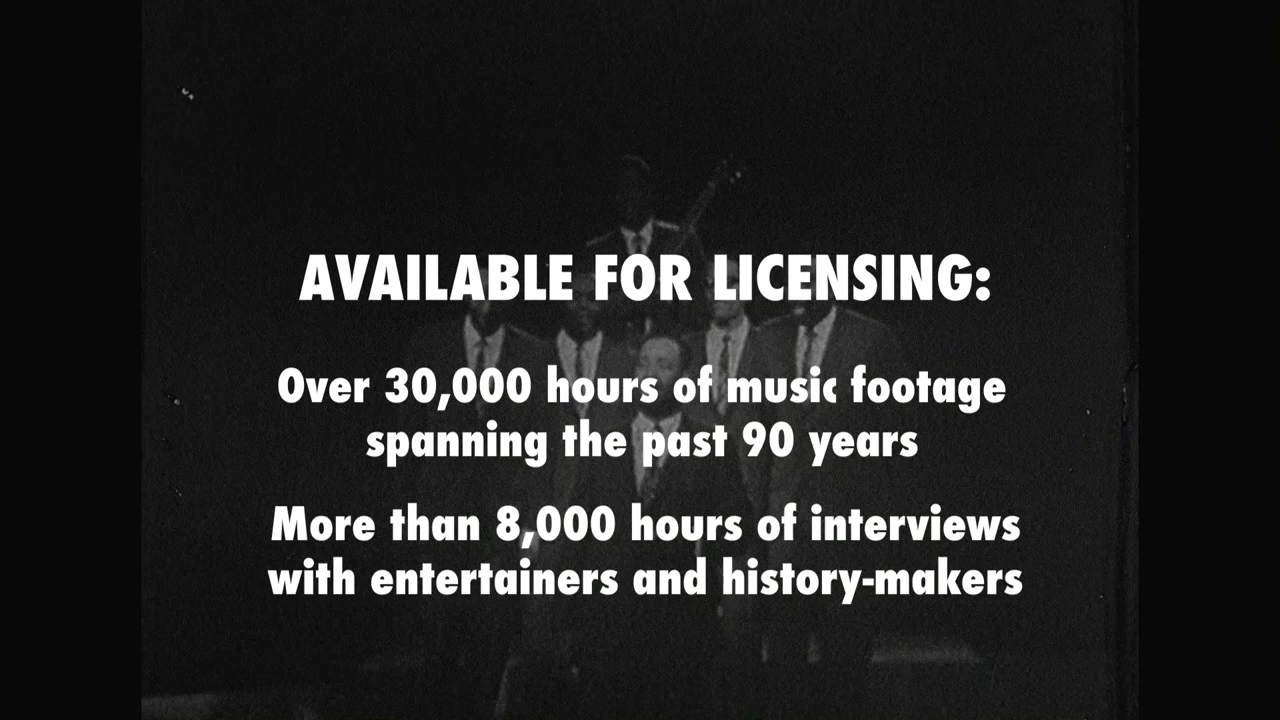 AVAILABLE FOR LICENSING:
Over 30,000 hours of music footage
spanning the past 90 years
More than 8,000 hours of interviews
with entertainers and history-makers